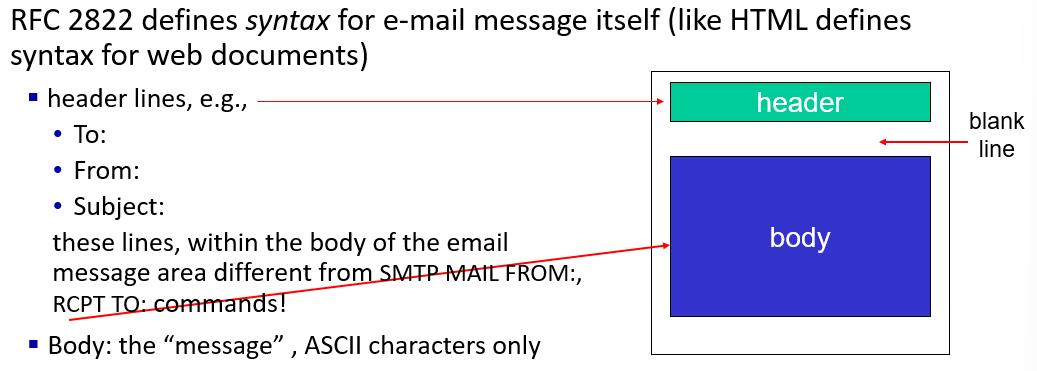 RFC 2822 defines syntax for e-mail message itself (like HTML defines
syntax for web documents)
header lines, e.g.,
To:
From:
Subject:
these lines, within the body of the email
message area different from SMTP MAIL FROM:,
RCPT TO: commands!
Body: the “message” , ASCII characters only
header
blank
line
body